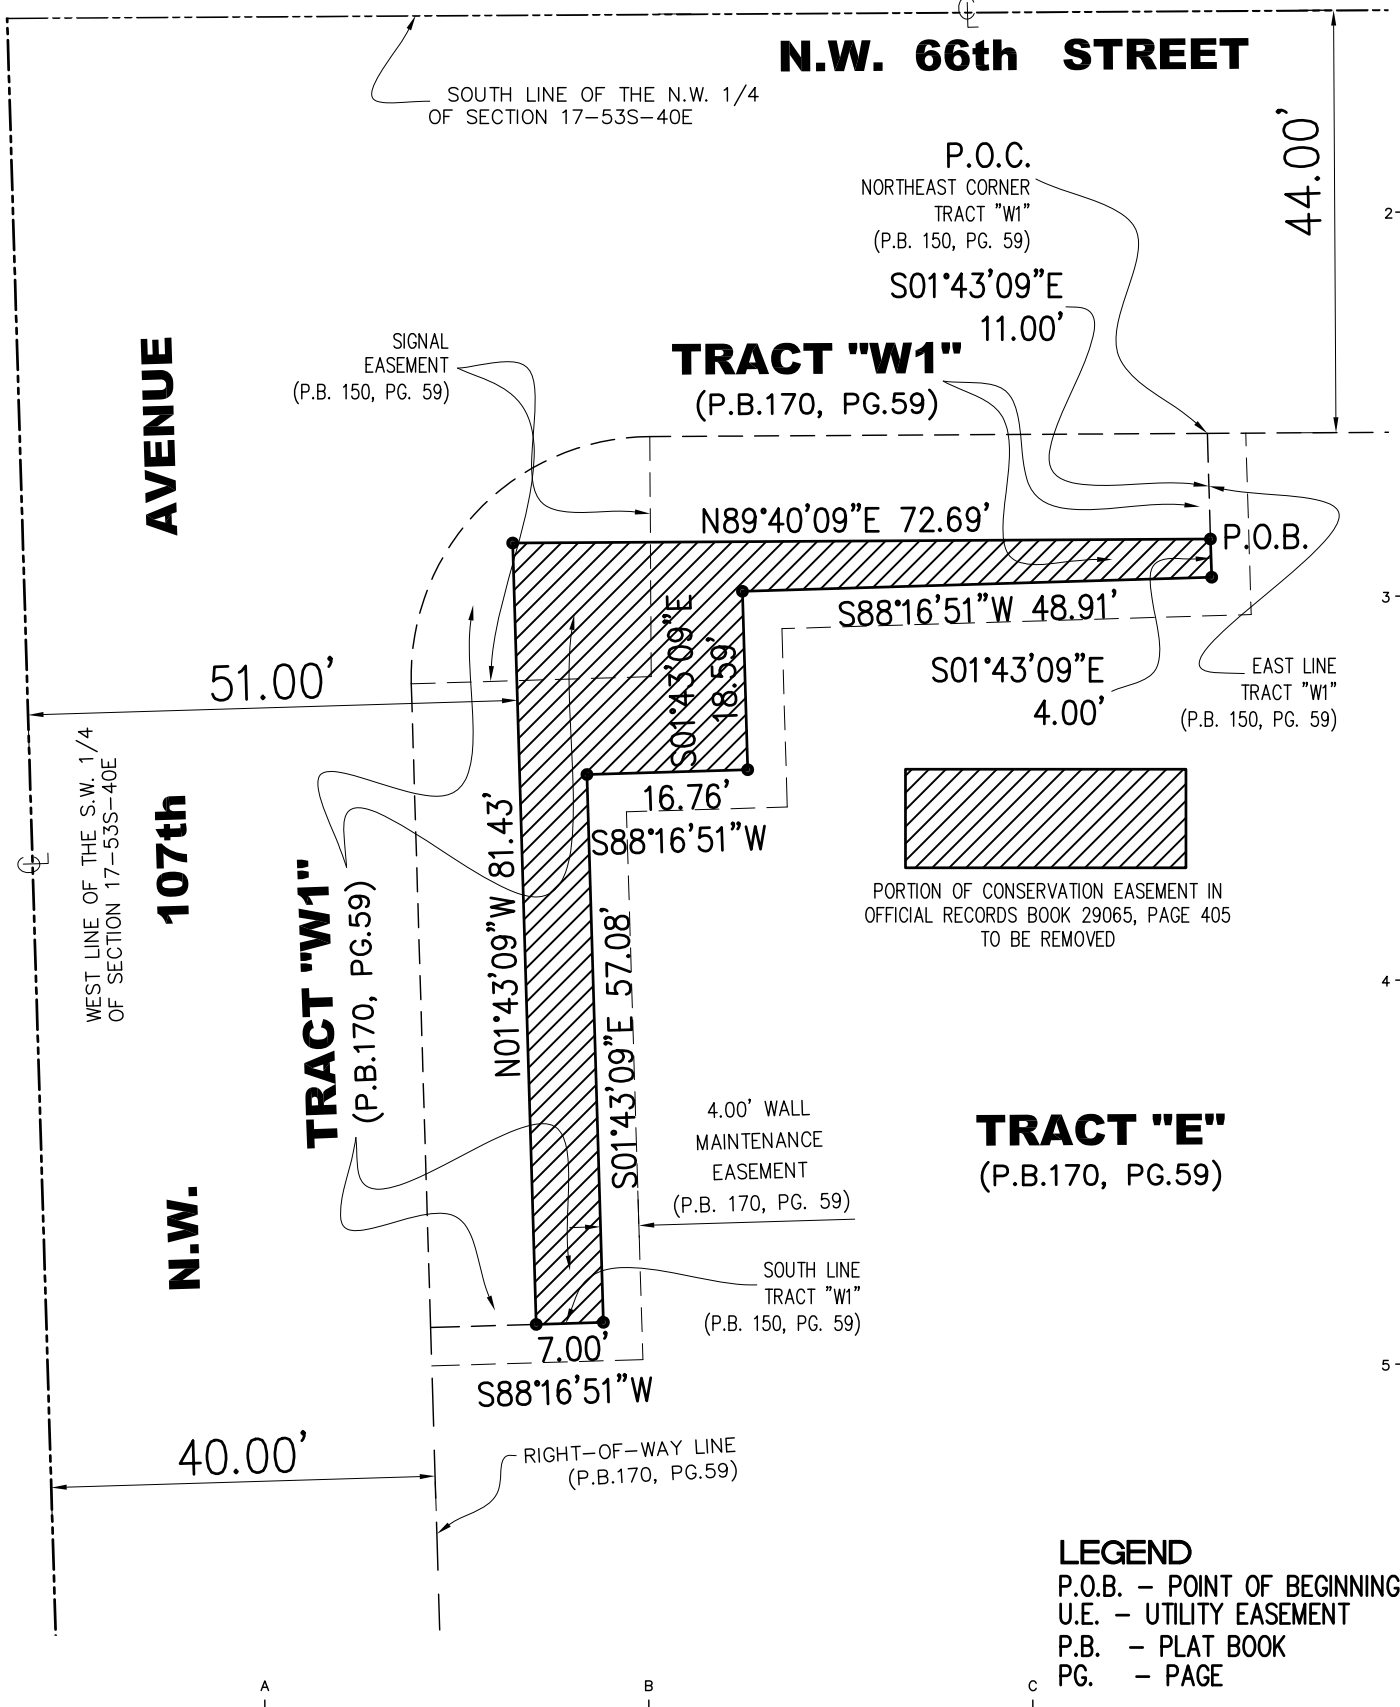 N.W. 66th STREET
SOUTH LINE OF THE N.W. 1/4
OF SECTION 17-53S-40E
44.00'
P.O.C.
NORTHEAST CORNER
TRACT "W1"
(P.B. 150, PG. 59)
2
S01°43'09"E
11.00'
SIGNAL
EASEMENT
(P.B. 150, PG. 59)
TRACT "W1"
(P.B.170, PG.59)
AVENUE
N89°40'09"E 72.69'
P.O.B.
S88°16'51"W 48.91'
3
S01°43'09"E
18.59'
S01°43'09"E
4.00'
EAST LINE
TRACT "W1"
(P.B. 150, PG. 59)
51.00'
WEST LINE OF THE S.W. 1/4
OF SECTION 17-53S-40E
107th
16.76'
S88°16'51"W
N01°43'09"W 81.43'
PORTION OF CONSERVATION EASEMENT IN
OFFICIAL RECORDS BOOK 29065, PAGE 405
TO BE REMOVED
TRACT "W1"
(P.B.170, PG.59)
S01°43'09"E 57.08'
4
4.00' WALL
MAINTENANCE
EASEMENT
(P.B. 170, PG. 59)
TRACT "E"
(P.B.170, PG.59)
N.W.
SOUTH LINE
TRACT "W1"
(P.B. 150, PG. 59)
7.00'
S88°16'51"W
5
40.00'
RIGHT-OF-WAY LINE
(P.B.170, PG.59)
LEGEND
P.O.B. - POINT OF BEGINNING
U.E. - UTILITY EASEMENT
P.B. - PLAT BOOK
PG. - PAGE
A
B
C